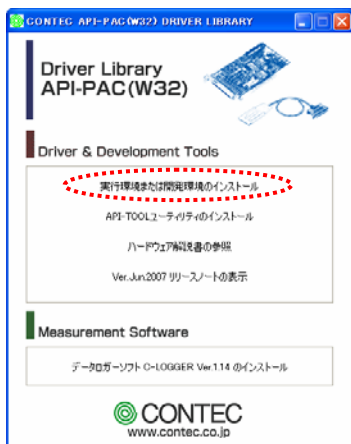 CONTEC API-PAC(W32) DRIVER LIBRARY
Driver Library
API-PAC(W32)
Driver & Development Tools
実行環境または開発環境のインストール
API-TOOLユーティリティのインストール
ハードウェア解説書の参照
Ver.Jun.2007 リリースノートの表示
Measurement Software
データロガーソフト C-LOGGER Ver.1.14 のインストール
CONTEC
www.contec.co.jp